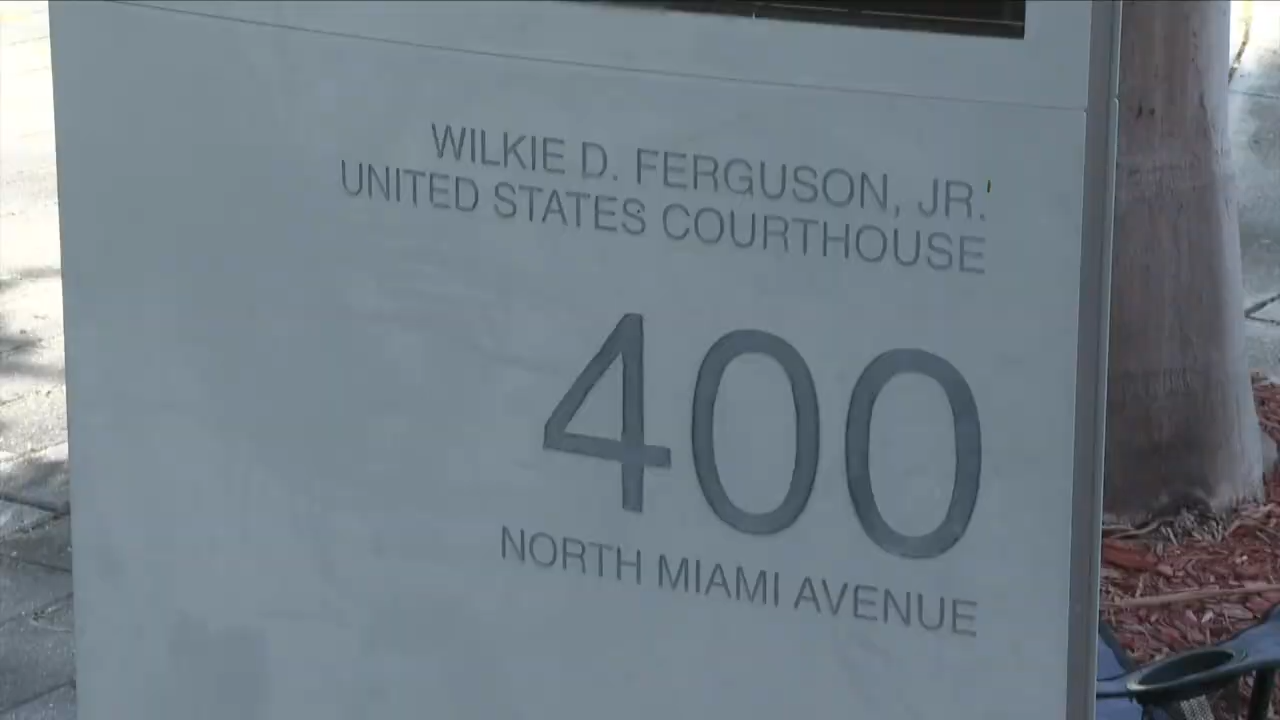 WILKIE D. FERGUSON, JR.
UNITED STATES COURTHOUSE
400
NORTH MIAMI AVENUE